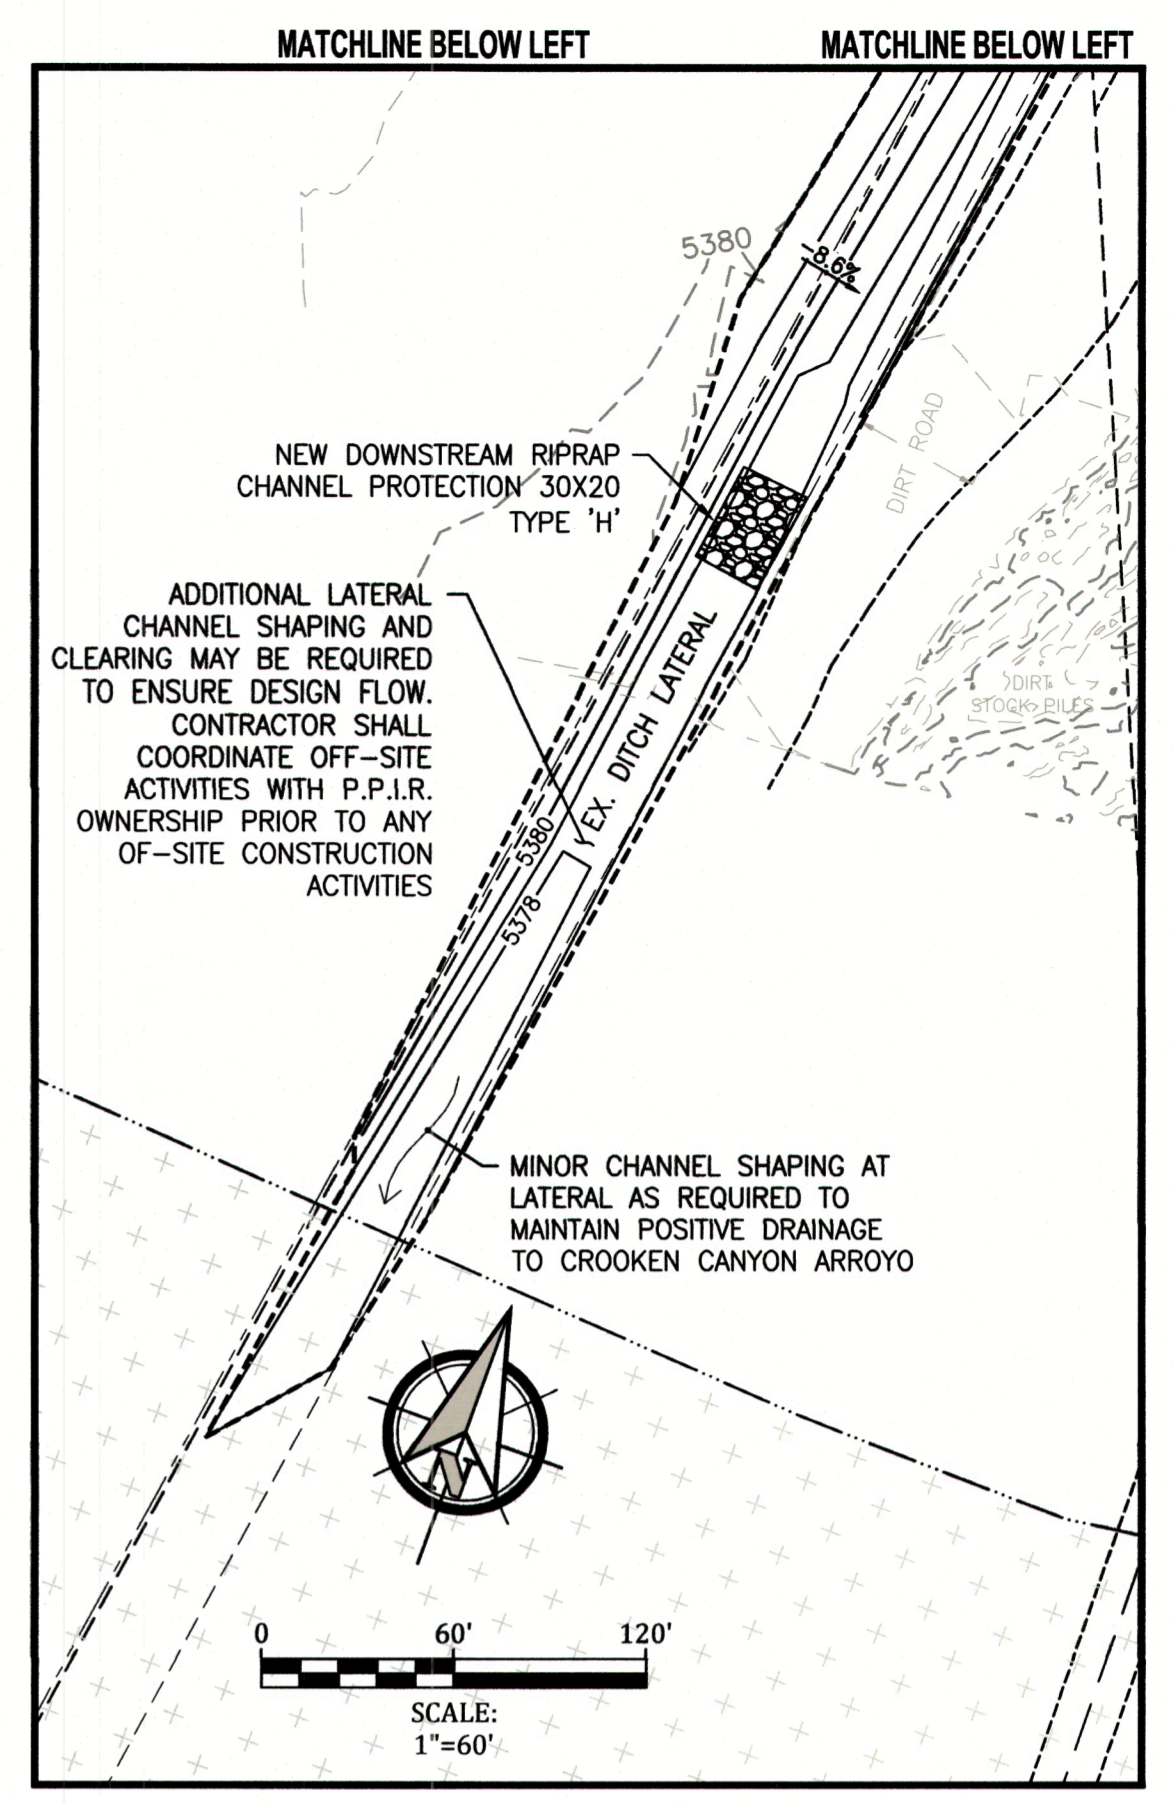 MATCHLINE BELOW LEFT
MATCHLINE BELOW LEFT
5380
-8.6%
NEW DOWNSTREAM RIPRAP
CHANNEL PROTECTION 30X20
TYPE 'H'
DIRT ROAD
ADDITIONAL LATERAL
CHANNEL SHAPING AND
CLEARING MAY BE REQUIRED
TO ENSURE DESIGN FLOW.
CONTRACTOR SHALL
COORDINATE OFF-SITE
ACTIVITIES WITH P.P.I.R.
OWNERSHIP PRIOR TO ANY
OF-SITE CONSTRUCTION
ACTIVITIES
EX. DITCH LATERAL
DIRT
STOCK PILES
5380
5378
MINOR CHANNEL SHAPING AT
LATERAL AS REQUIRED TO
MAINTAIN POSITIVE DRAINAGE
TO CROOKEN CANYON ARROYO
N
0 60' 120'
SCALE:
1"=60'